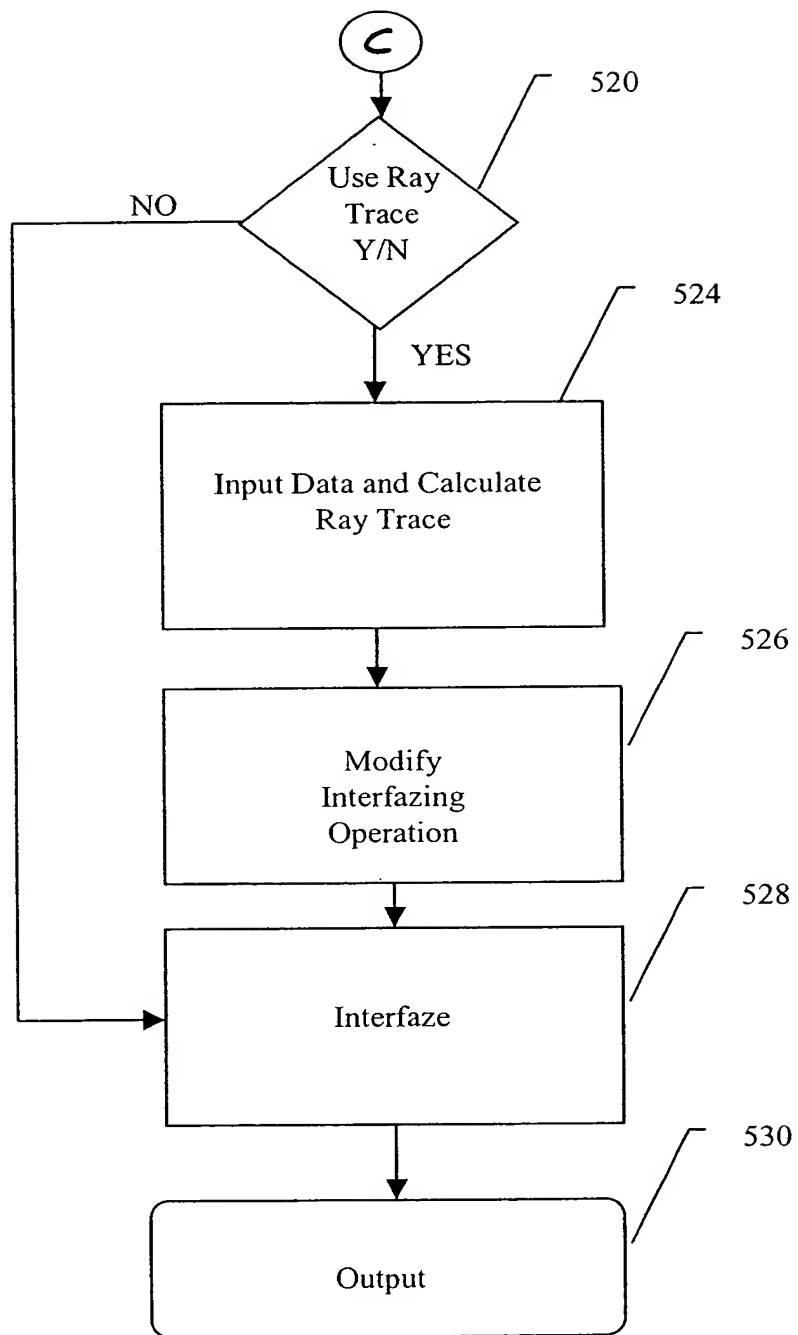 C
520
Use Ray
Trace
Y/N
NO
524
YES
Input Data and Calculate
Ray Trace
526
Modify
Interfazing
Operation
528
Interfaze
530
Output